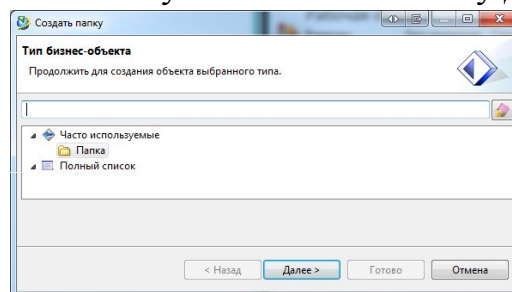 Создать папку
Тип бизнес-объекта
Продолжить для создания объекта выбранного типа.
Часто используемые
Папка
Полный список
< Назад Далее > Готово Отмена